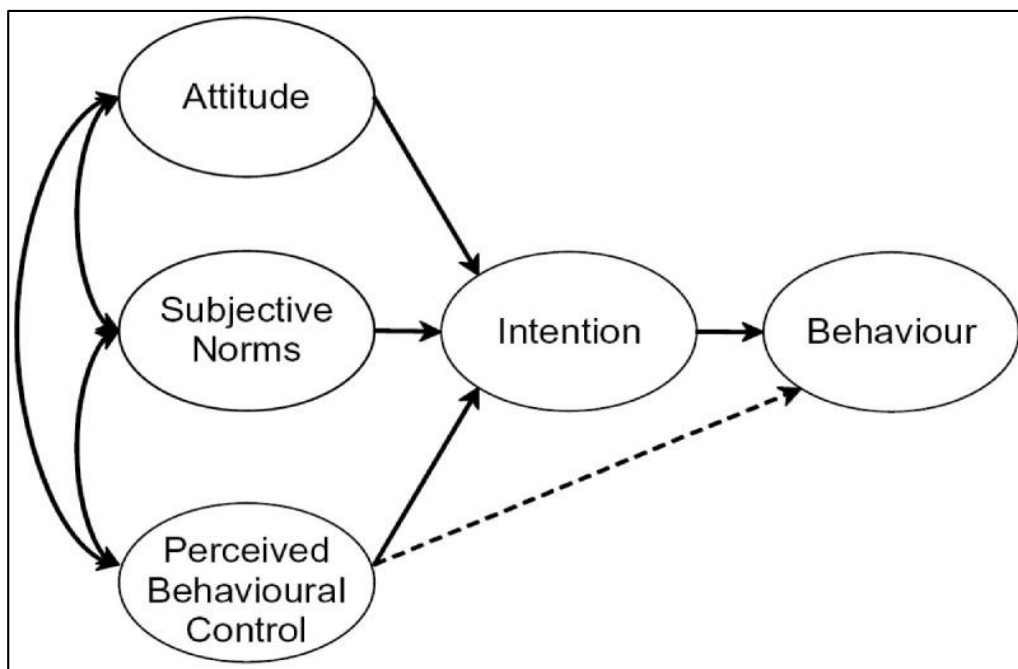 Attitude
Subjective
Norms
Intention
Behaviour
Perceived
Behavioural
Control